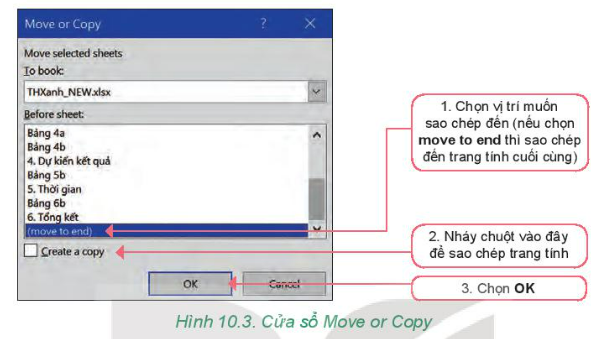 Move or Copy ? ×
Move selected sheets
To book:
THXanh_NEW.xlsx
Before sheet:
Bảng 4a
Bảng 4b
4. Dự kiến kết quả
Bảng 5b
5. Thời gian
Bảng 6b
6. Tổng kết
(move to end)
Create a copy
OK
Cancel
1. Chọn vị trí muốn
sao chép đến (nếu chọn
move to end thì sao chép
đến trang tính cuối cùng)
2. Nháy chuột vào đây
để sao chép trang tính
3. Chọn OK
Hình 10.3. Cửa sổ Move or Copy